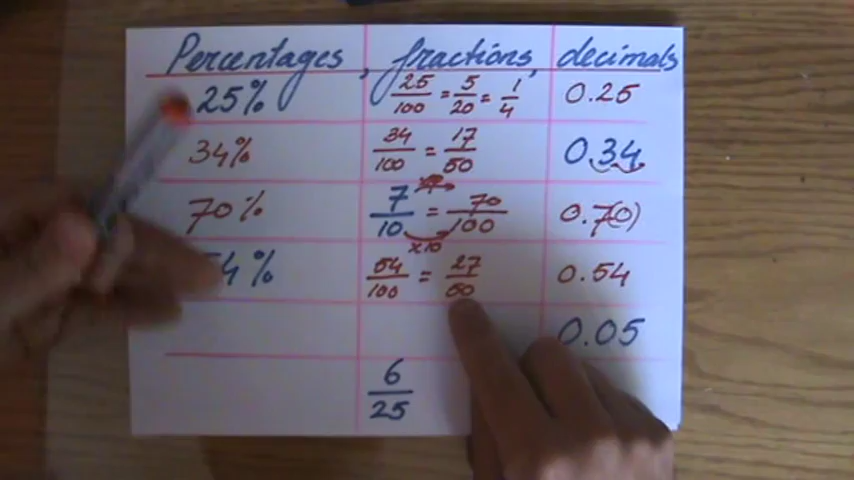 Percentages, fractions, decimals
25% 25/100 = 5/20 = 1/4 0.25
34% 34/100 = 17/50 0.34
x10
70% 7/10 = 70/100 0.7(0)
x10
4% 54/100 = 27/50 0.54
0.05
6/25